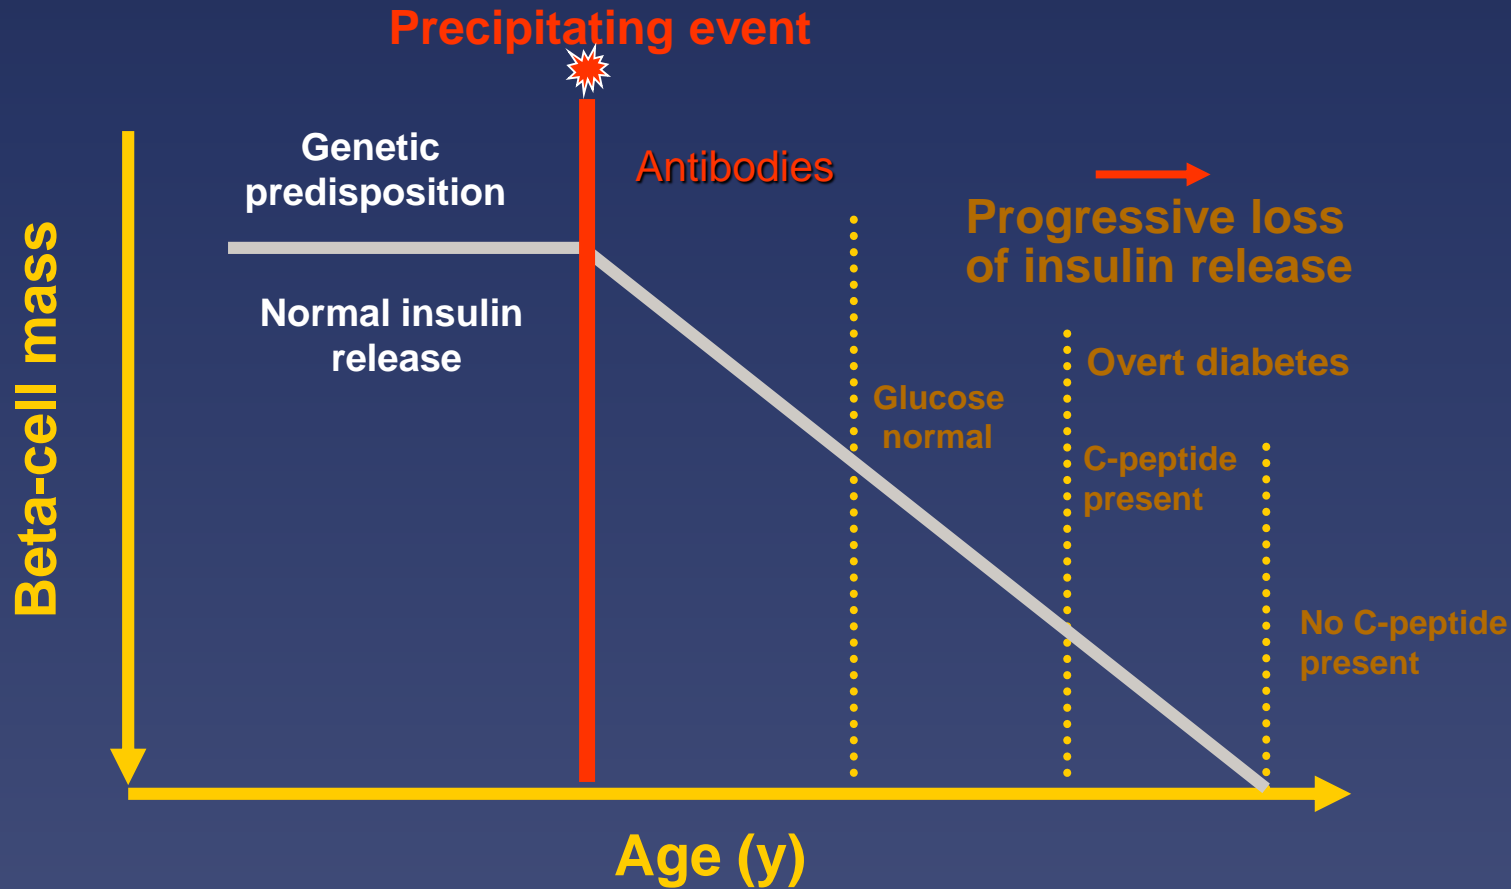 Precipitating event
Genetic
predisposition
Antibodies
Progressive loss
of insulin release
Normal insulin
release
Beta-cell mass
Overt diabetes
Glucose
normal
C-peptide
present
No C-peptide
present
Age (y)